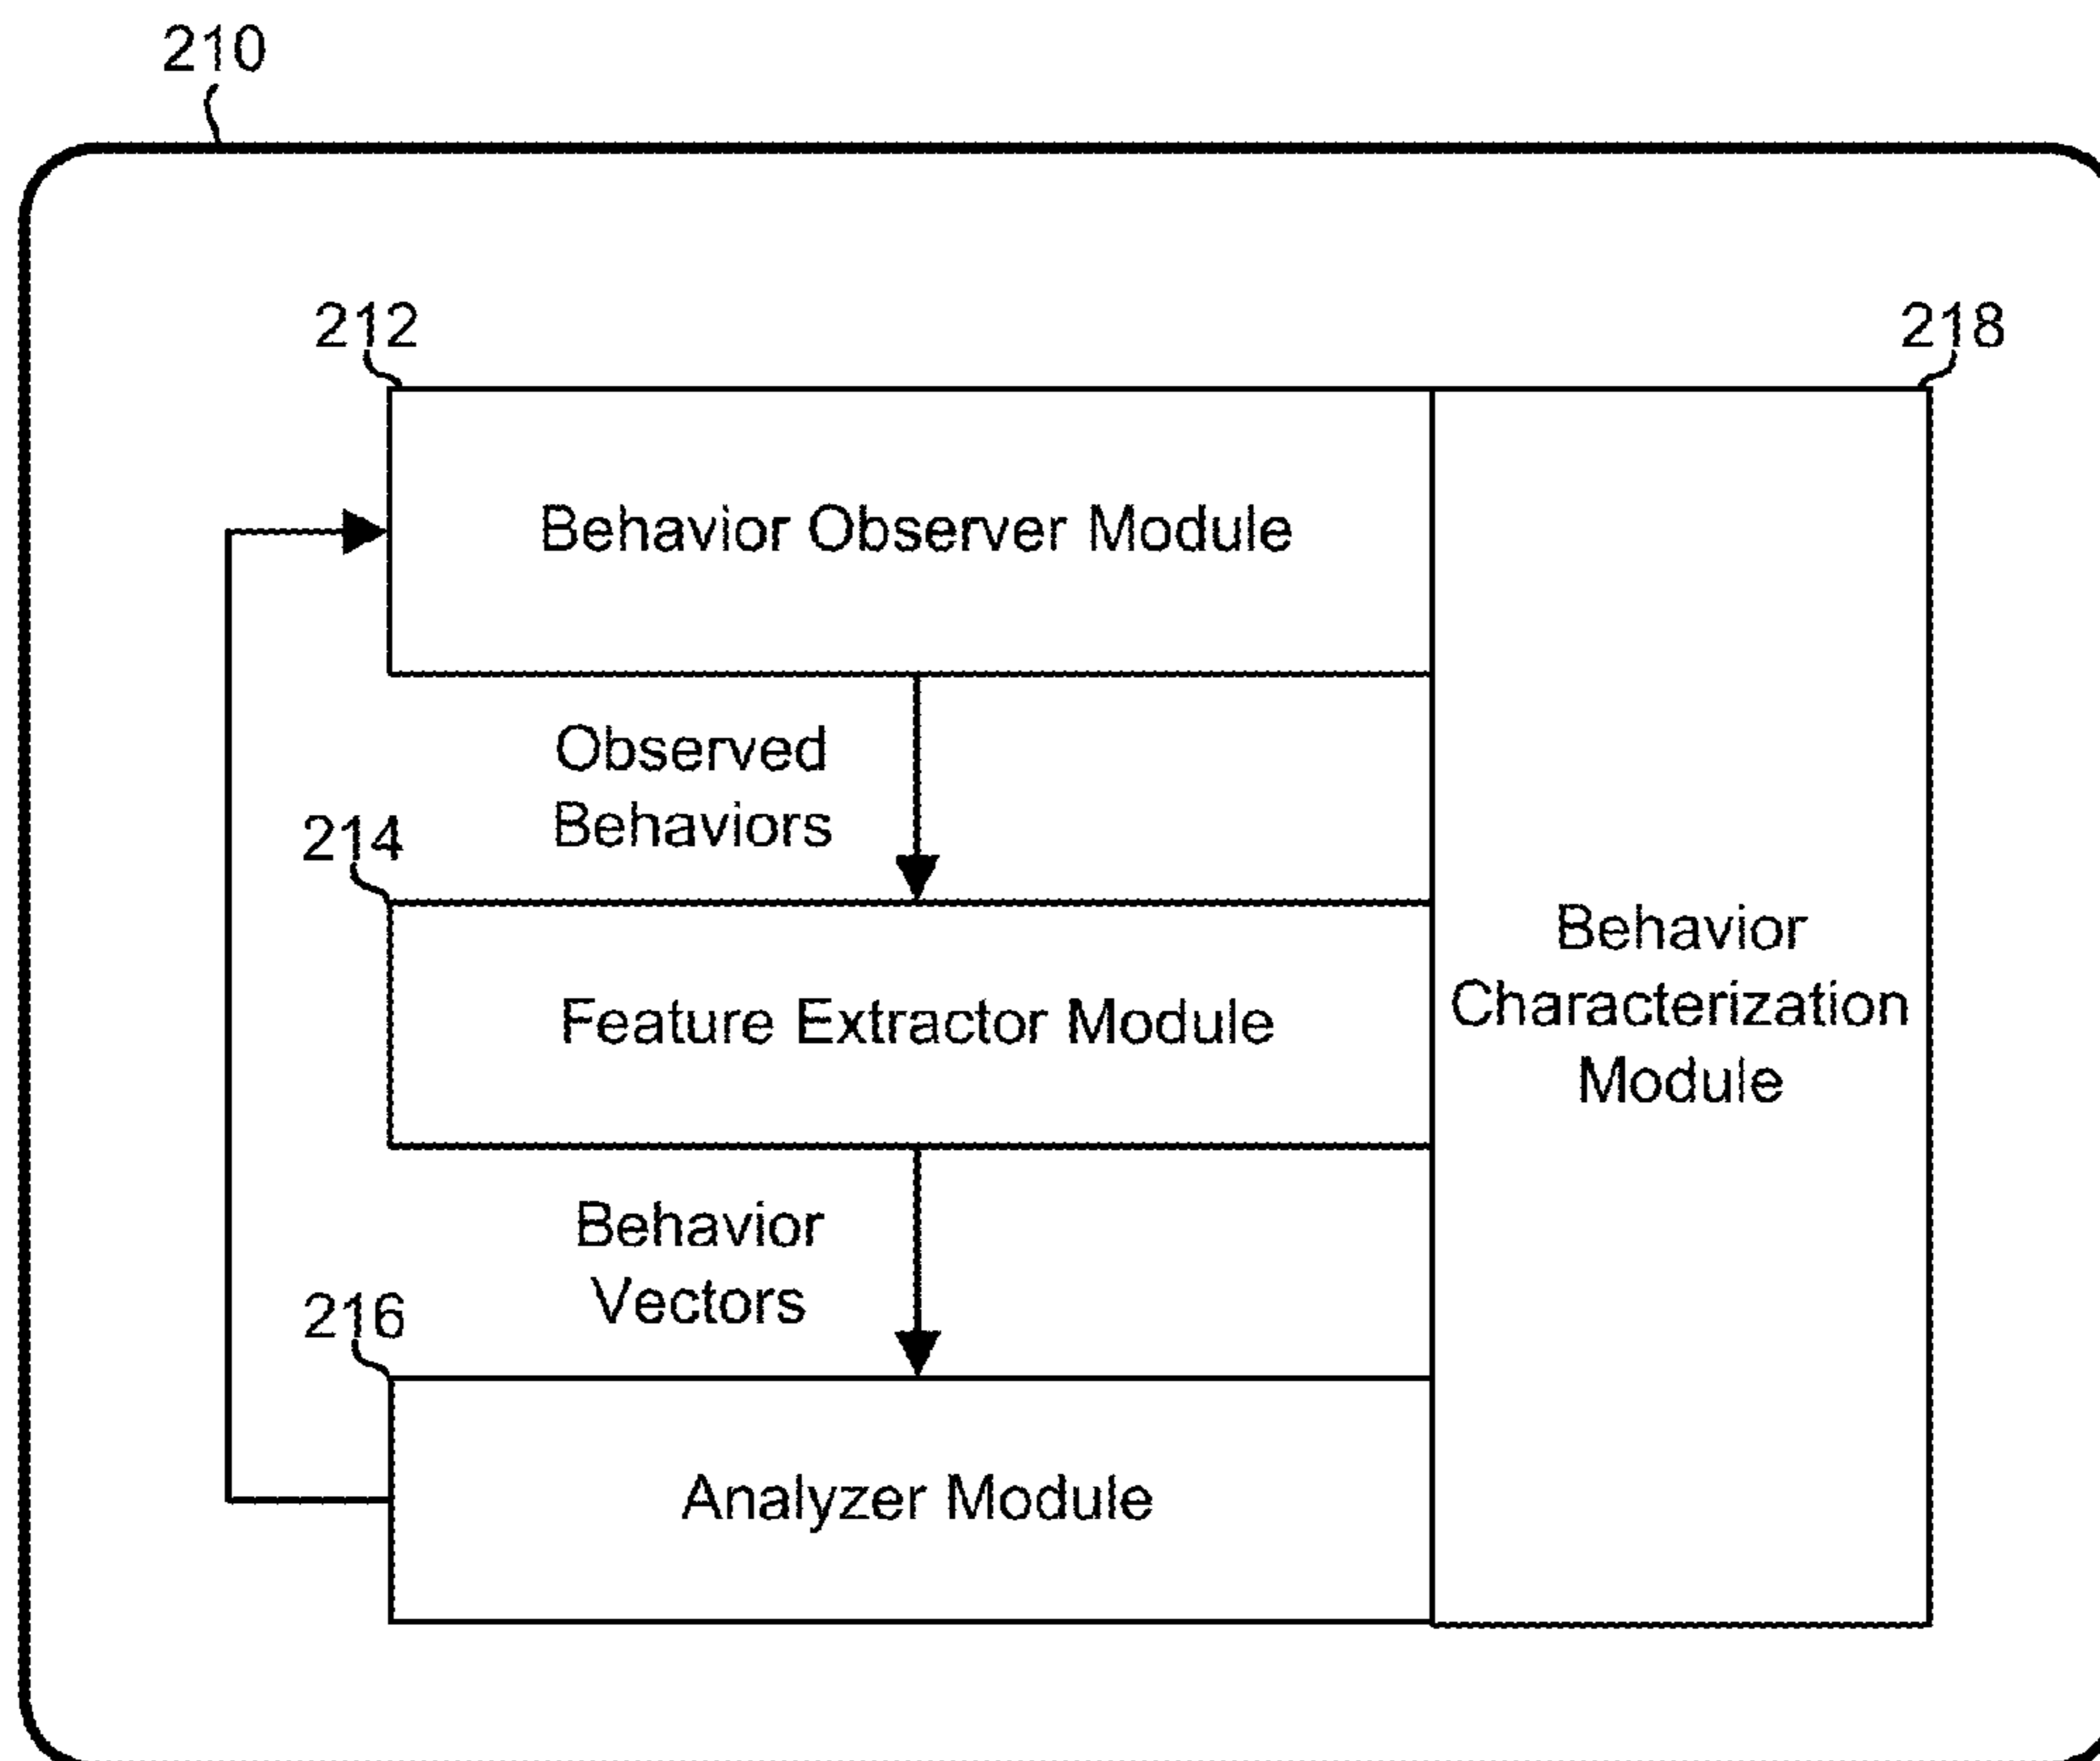 210
212
218
Behavior Observer Module
Observed
Behaviors
214
Behavior
Characterization
Module
Feature Extractor Module
Behavior
Vectors
216
Analyzer Module